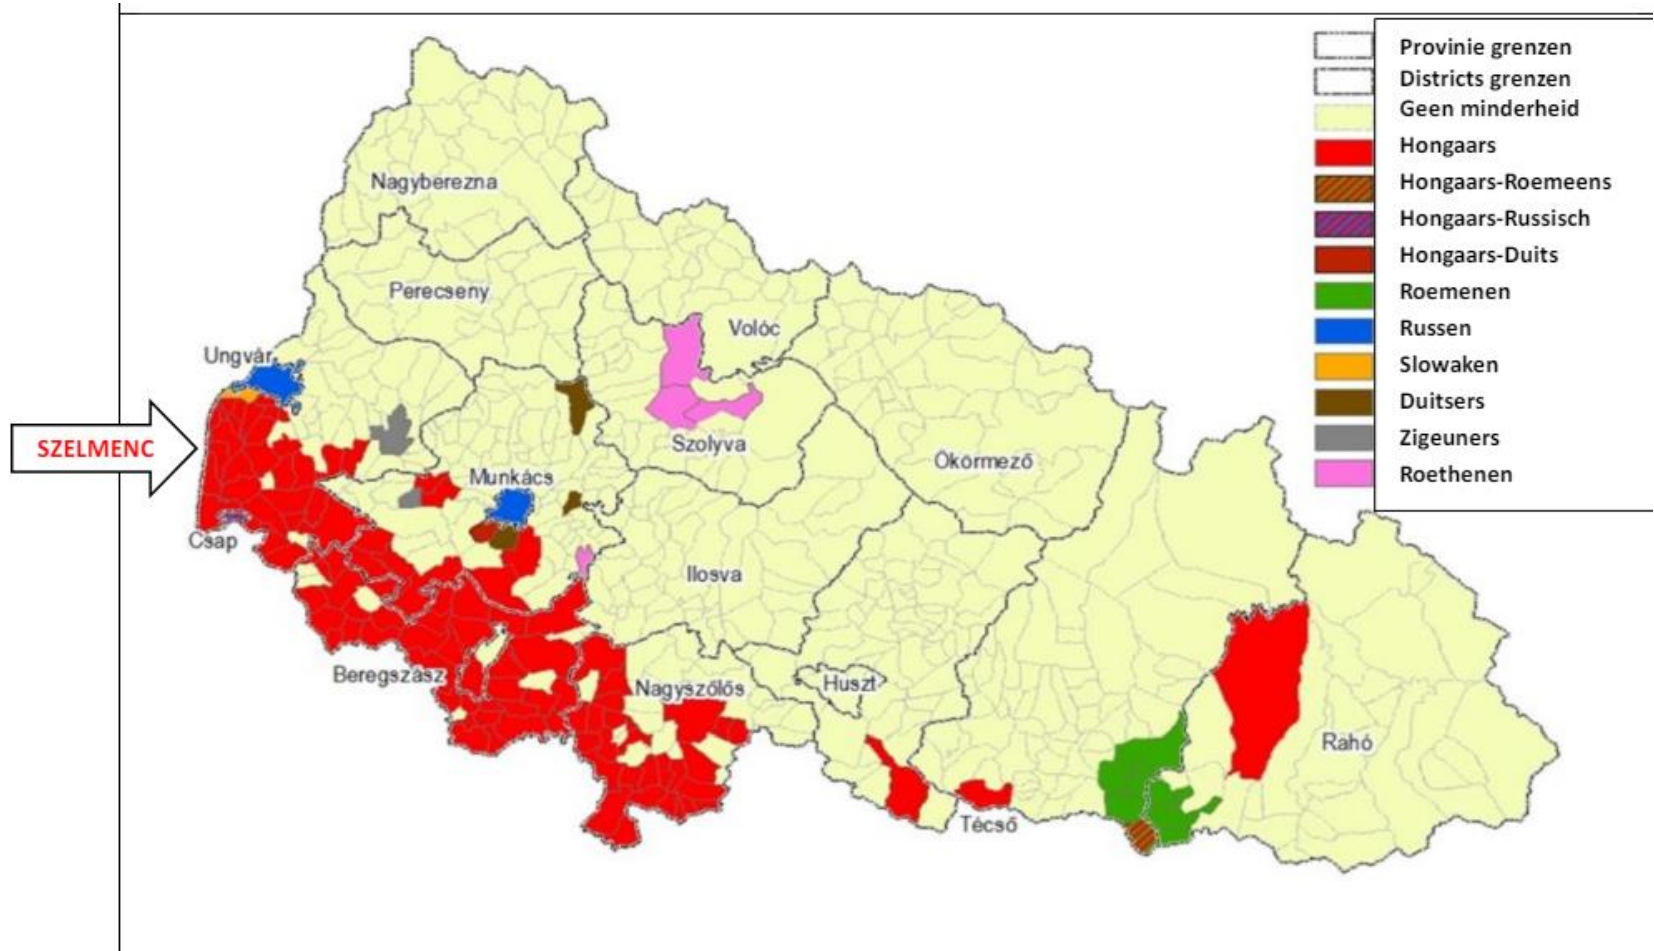 Provinie grenzen
Districts grenzen
Geen minderheid
Hongaars
Hongaars-Roemeens
Hongaars-Russisch
Hongaars-Duits
Roemenen
Russen
Slowaken
Duitsers
Zigeuners
Roethenen
Nagyberezna
Perecseny
Volóc
Ungvár
SZELMENC
Szolyva
Ökörmező
Munkács
Csap
Ilosva
Beregszász
Nagyszőlős
Huszt
Rahó
Técső